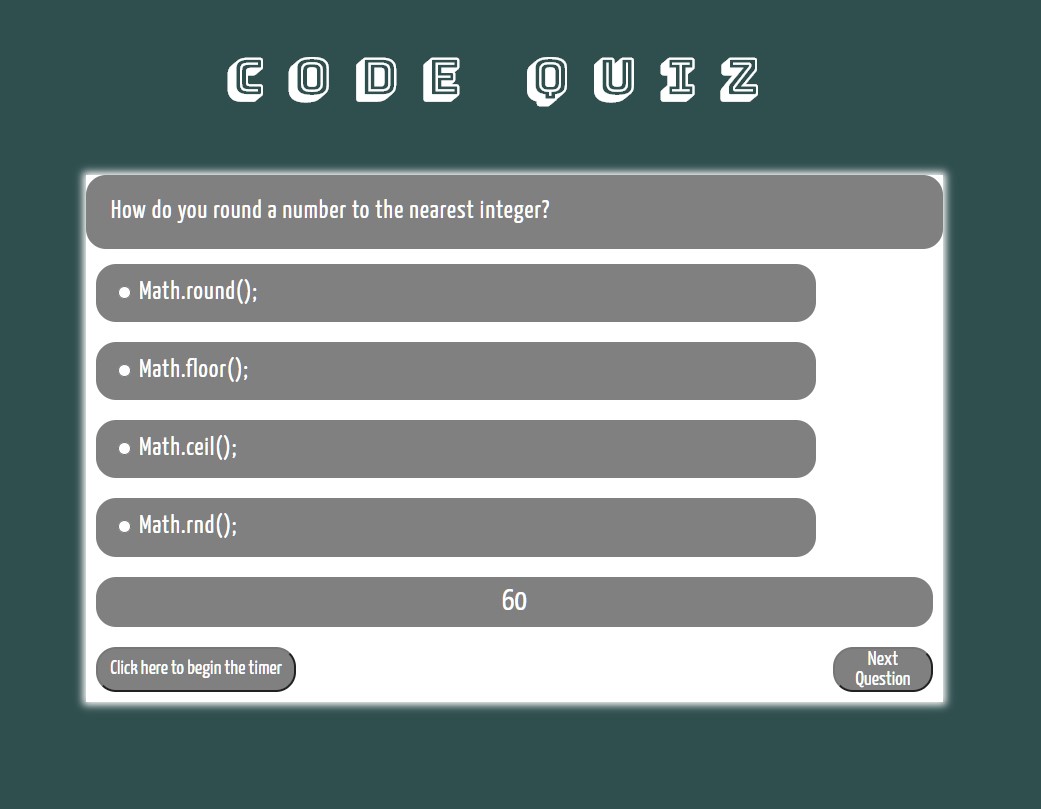 CODE QUIZ
How do you round a number to the nearest integer?
● Math.round();
● Math.floor();
● Math.ceil();
● Math.rnd();
60
Click here to begin the timer
Next
Question